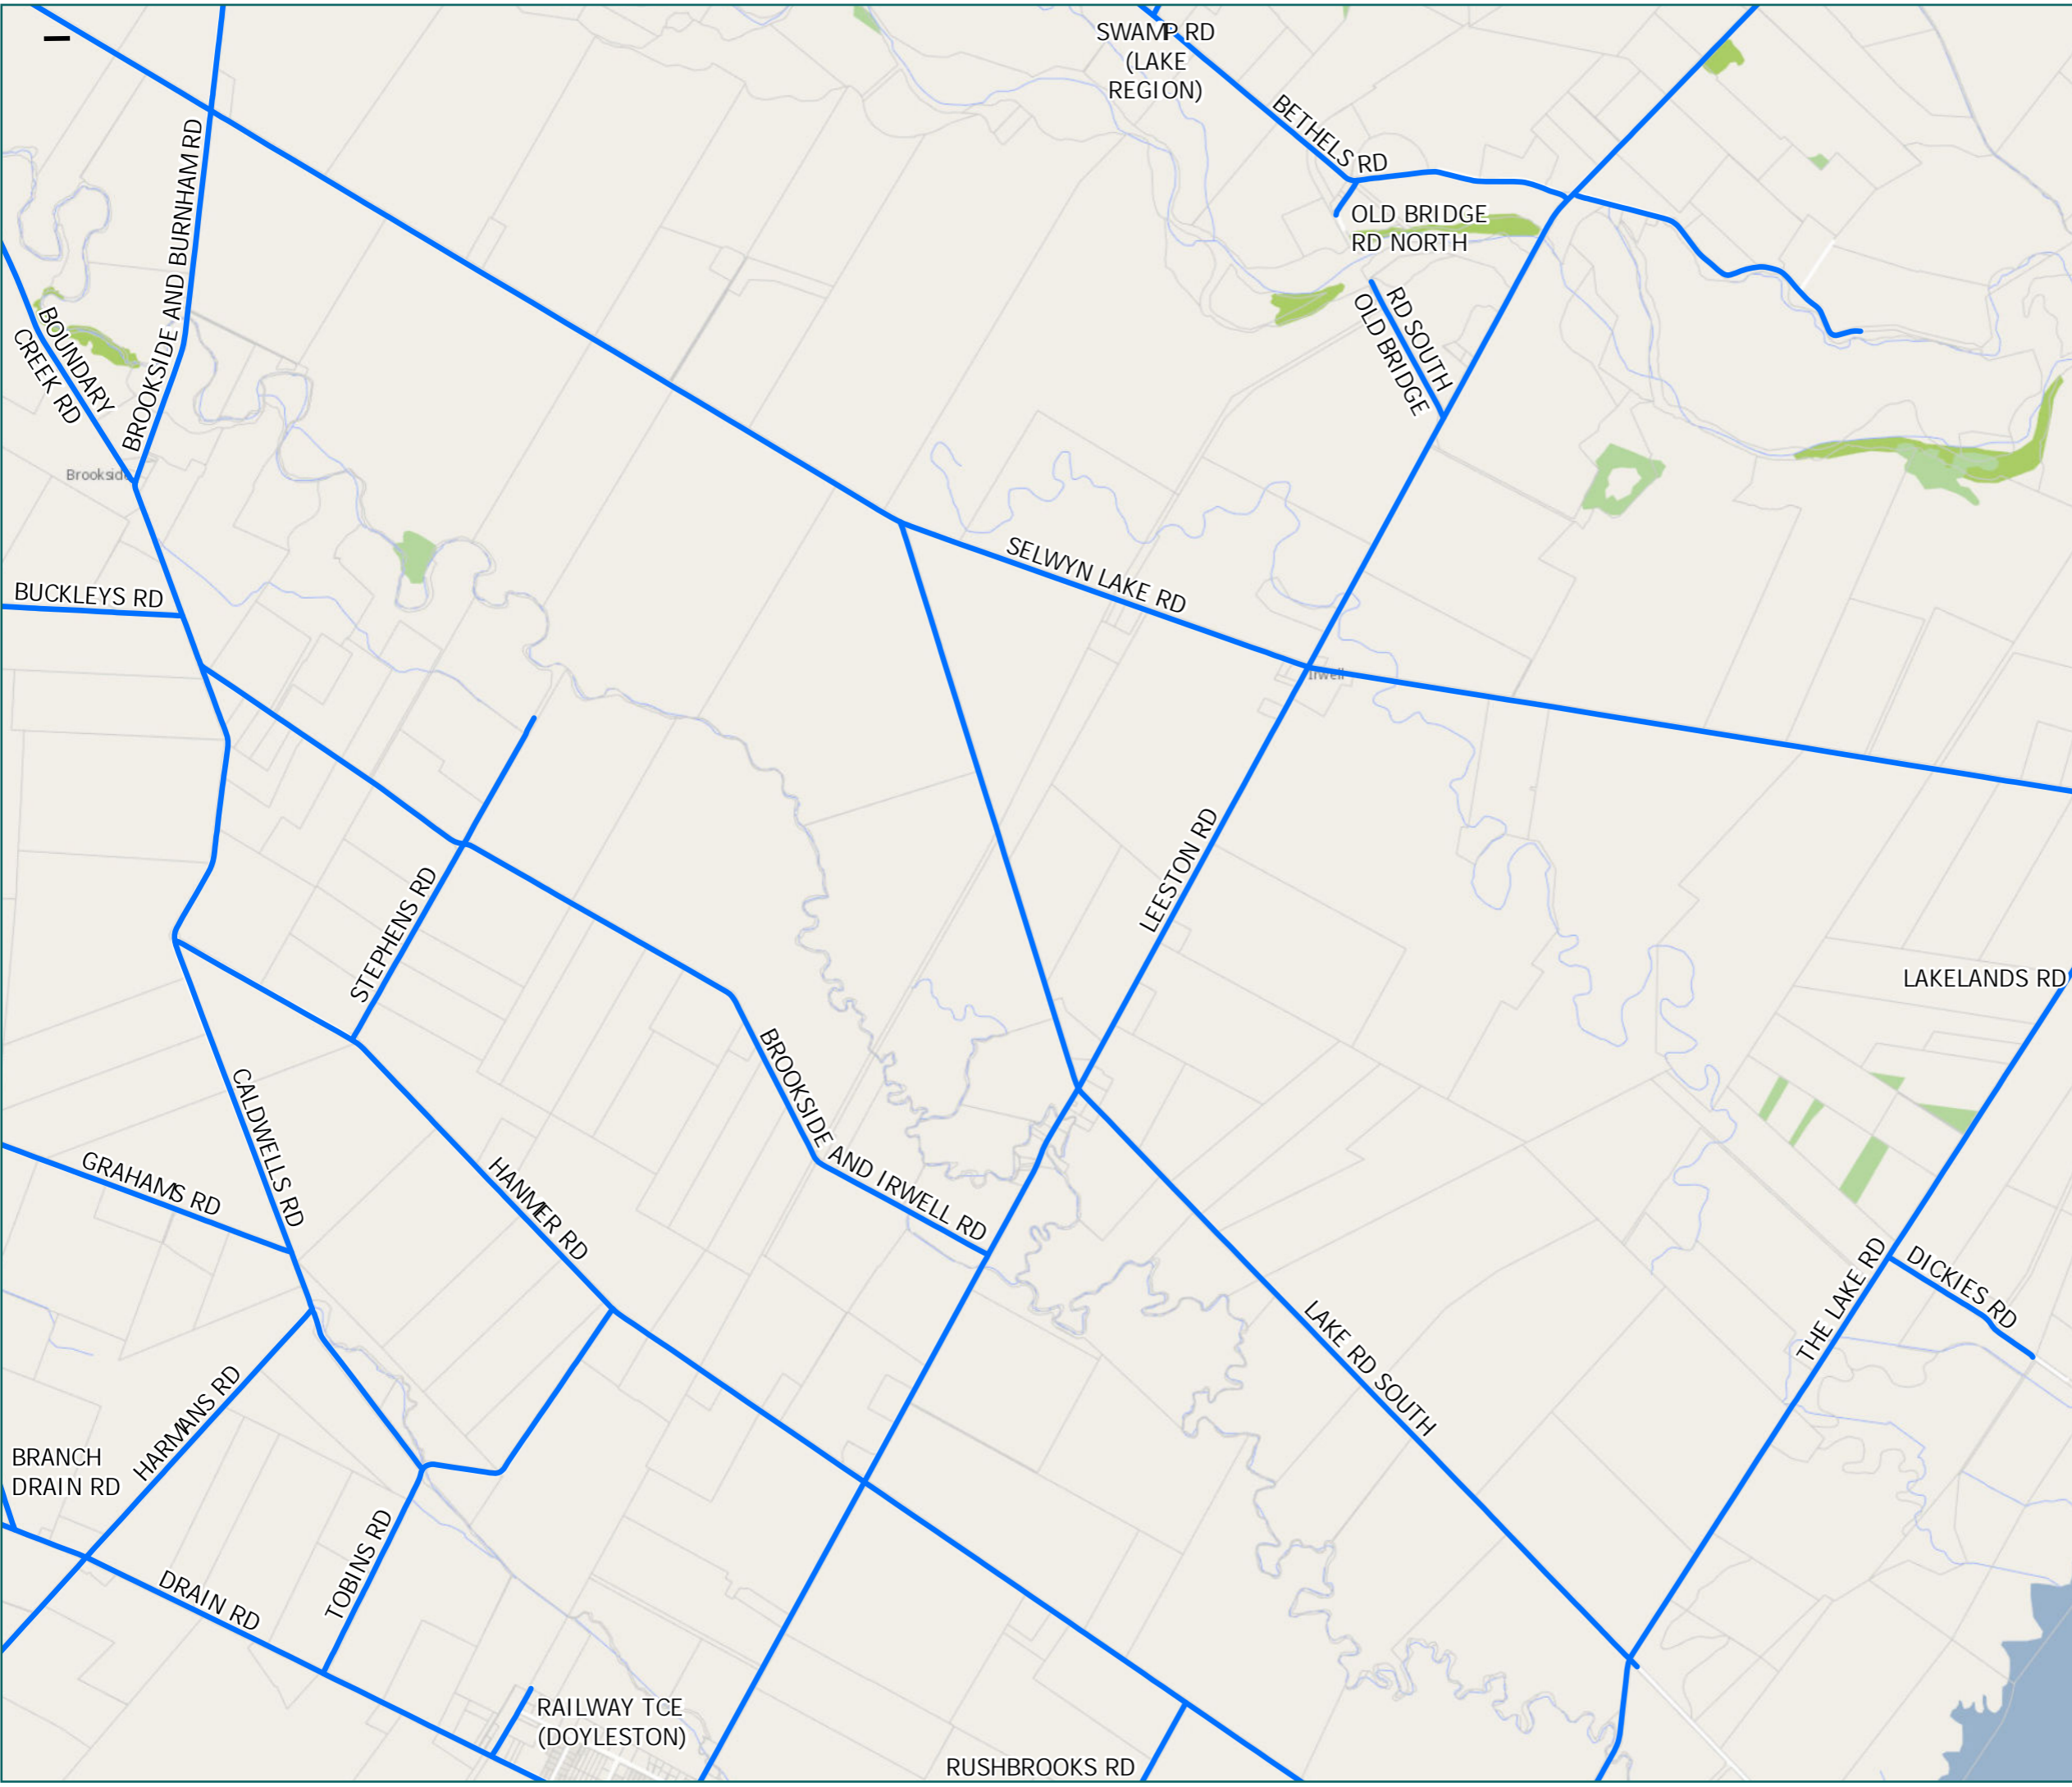 SWAMP RD
(LAKE
REGION)
BETHELS RD
OLD BRIDGE
RD NORTH
BROOKSIDE AND BURNHAM RD
BOUNDARY
CREEK RD
RD SOUTH
OLD BRIDGE
Brookside
SELWYN LAKE RD
BUCKLEYS RD
Irwell
LEESTON RD
STEPHENS RD
LAKELANDS RD
BROOKSIDE AND IRWELL RD
CALDWELLS RD
GRAHAMS RD
HANMER RD
THE LAKE RD
DICKIES RD
LAKE RD SOUTH
HARMANS RD
BRANCH
DRAIN RD
TOBINS RD
DRAIN RD
RAILWAY TCE
(DOYLESTON)
RUSHBROOKS RD